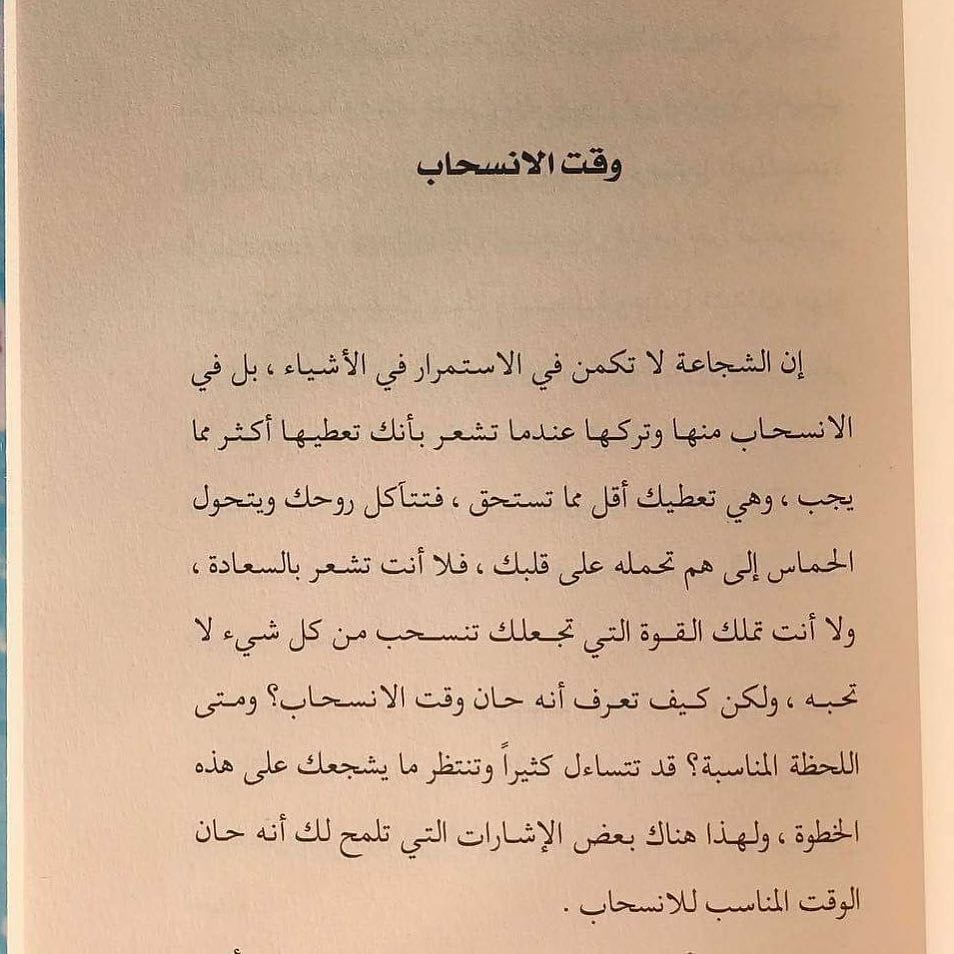 وقت الانسحاب
إن الشجاعة لا تكمن في الاستمرار في الأشياء ، بل في
الانسحاب منها وتركها عندما تشعر بأنك تعطيها أكثر مما
يجب ، وهي تعطيك أقل مما تستحق ، فتتآكل روحك ويتحول
الحماس إلى هم تحمله على قلبك ، فلا أنت تشعر بالسعادة ،
ولا أنت تملك القوة التي تجعلك تنسحب من كل شيء لا
تحبه ، ولكن كيف تعرف أنه حان وقت الانسحاب؟ ومتى
اللحظة المناسبة؟ قد تتساءل كثيراً وتنتظر ما يشجعك على هذه
الخطوة ، ولهذا هناك بعض الإشارات التي تلمح لك أنه حان
الوقت المناسب للانسحاب .